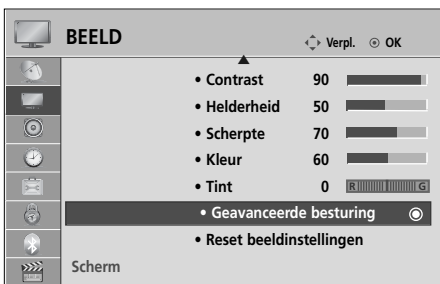 BEELD Verpl. OK
• Contrast 90
• Helderheid 50
• Scherpte 70
• Kleur 60
• Tint 0 R G
• Geavanceerde besturing
• Reset beeldinstellingen
Scherm